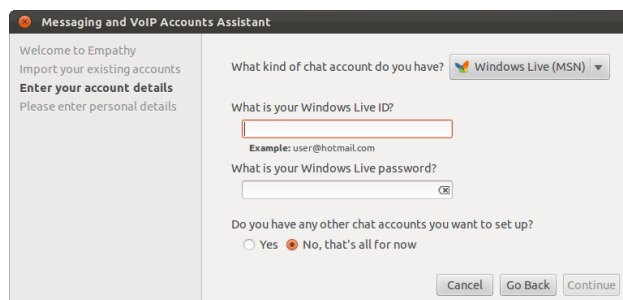 Messaging and VoIP Accounts Assistant
Welcome to Empathy
Import your existing accounts
Enter your account details
Please enter personal details
What kind of chat account do you have? Windows Live (MSN)
What is your Windows Live ID?
Example: user@hotmail.com
What is your Windows Live password?
Do you have any other chat accounts you want to set up?
Yes No, that's all for now
Cancel Go Back Continue